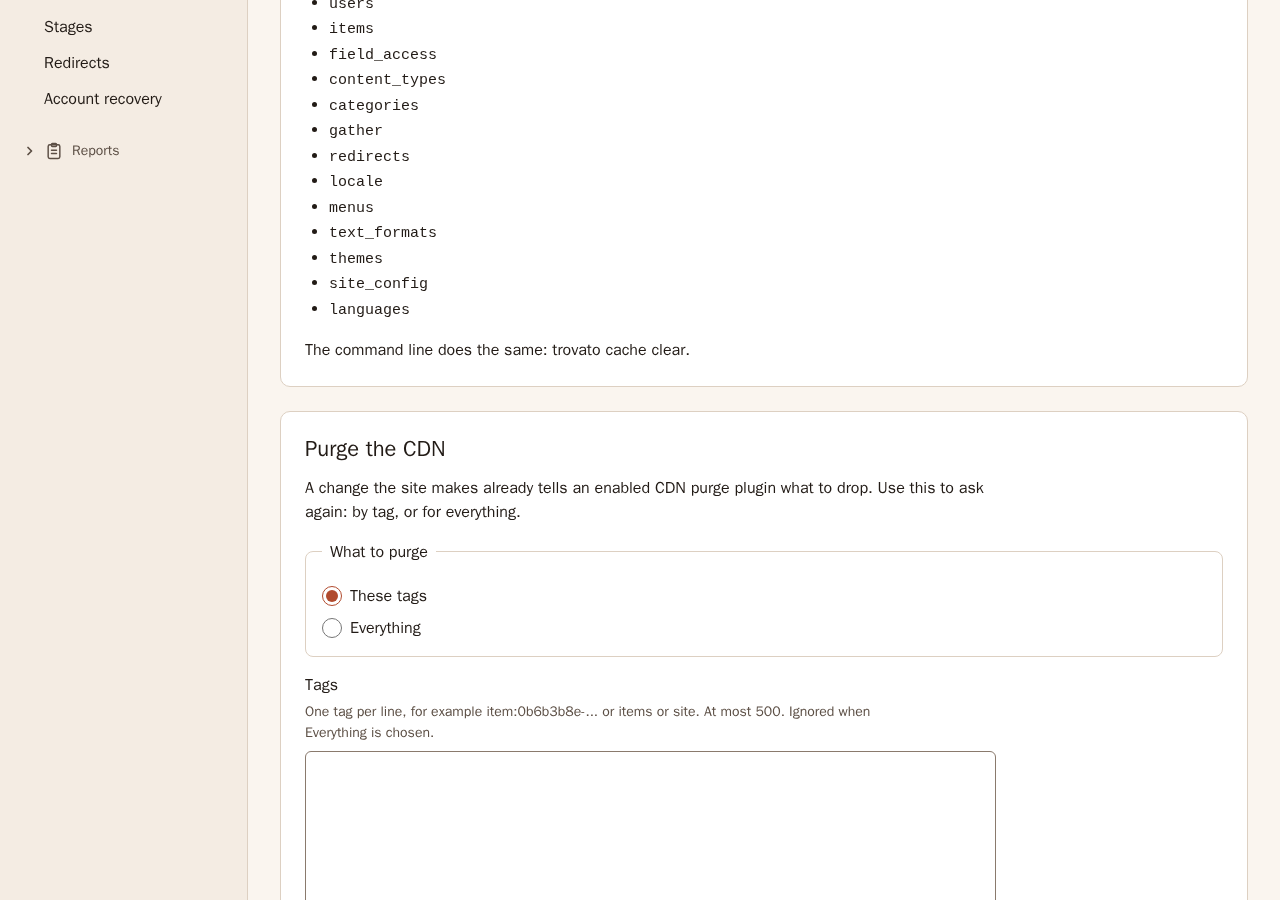 Stages
Redirects
Account recovery
Reports
users
items
field_access
content_types
categories
gather
redirects
locale
menus
text_formats
themes
site_config
languages
The command line does the same: trovato cache clear.
Purge the CDN
A change the site makes already tells an enabled CDN purge plugin what to drop. Use this to ask
again: by tag, or for everything.
What to purge
These tags
Everything
Tags
One tag per line, for example item:0b6b3b8e-... or items or site. At most 500. Ignored when
Everything is chosen.